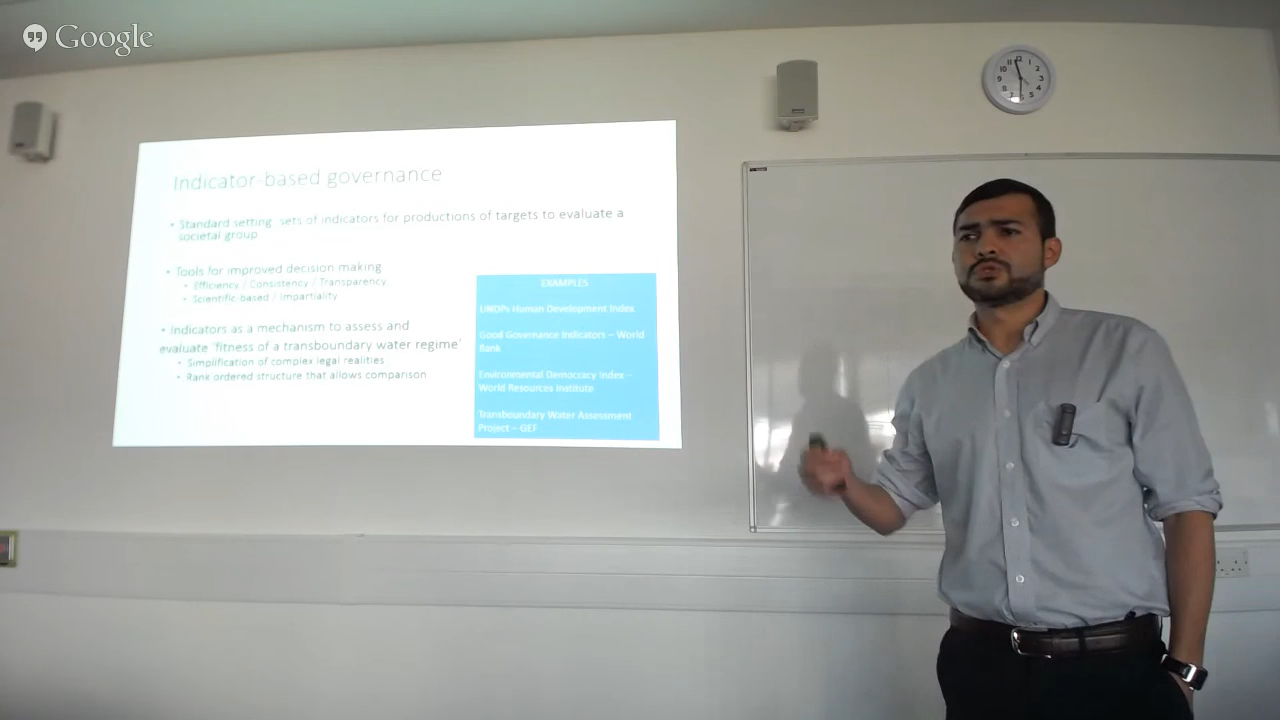 Google
Indicator-based governance
• Standard setting sets of indicators for productions of targets to evaluate a
societal group
• Tools for improved decision making
• Efficiency / Consistency / Transparency
• Scientific-based / Impartiality
• Indicators as a mechanism to assess and
evaluate 'fitness of a transboundary water regime'
• Simplification of complex legal realities
• Rank ordered structure that allows comparison
EXAMPLES
UNDPs Human Development Index
Good Governance Indicators – World
Bank
Environmental Democracy Index –
World Resources Institute
Transboundary Water Assessment
Project – GEF